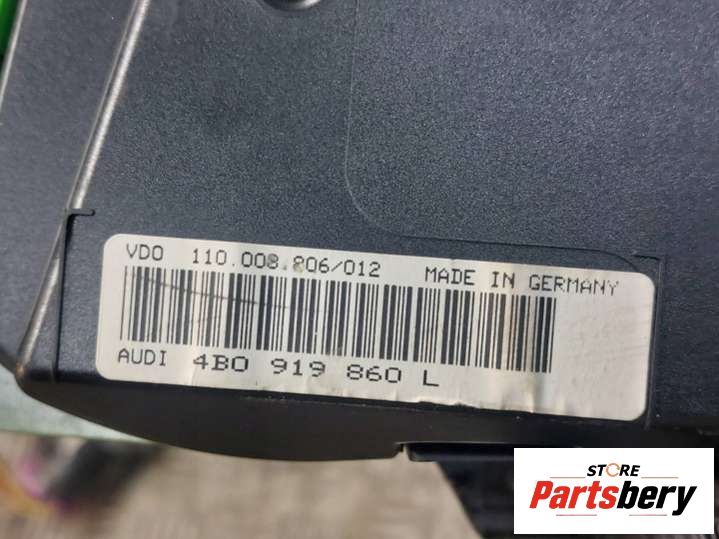 VDO 110.008.806/012 MADE IN GERMANY
AUDI 4B0 919 860 L
STORE
Partsbery